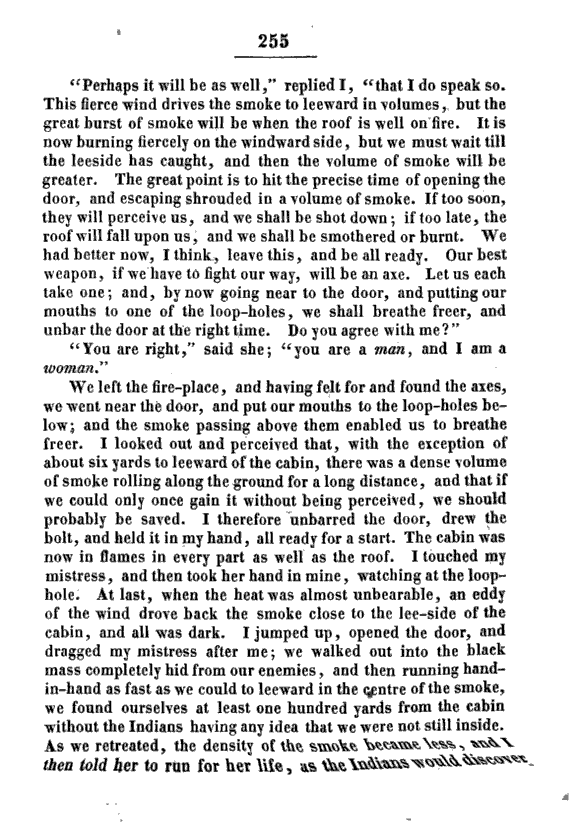 255
“Perhaps it will be as well,” replied I, “that I do speak so.
This fierce wind drives the smoke to leeward in volumes, but the
great burst of smoke will be when the roof is well on fire. It is
now burning fiercely on the windward side, but we must wait till
the leeside has caught, and then the volume of smoke will be
greater. The great point is to hit the precise time of opening the
door, and escaping shrouded in a volume of smoke. If too soon,
they will perceive us, and we shall be shot down; if too late, the
roof will fall upon us, and we shall be smothered or burnt. We
had better now, I think, leave this, and be all ready. Our best
weapon, if we have to fight our way, will be an axe. Let us each
take one; and, by now going near to the door, and putting our
mouths to one of the loop-holes, we shall breathe freer, and
unbar the door at the right time. Do you agree with me?”
“You are right,” said she; “you are a man, and I am a
woman.”
We left the fire-place, and having felt for and found the axes,
we went near the door, and put our mouths to the loop-holes be-
low; and the smoke passing above them enabled us to breathe
freer. I looked out and perceived that, with the exception of
about six yards to leeward of the cabin, there was a dense volume
of smoke rolling along the ground for a long distance, and that if
we could only once gain it without being perceived, we should
probably be saved. I therefore unbarred the door, drew the
bolt, and held it in my hand, all ready for a start. The cabin was
now in flames in every part as well as the roof. I touched my
mistress, and then took her hand in mine, watching at the loop-
hole. At last, when the heat was almost unbearable, an eddy
of the wind drove back the smoke close to the lee-side of the
cabin, and all was dark. I jumped up, opened the door, and
dragged my mistress after me; we walked out into the black
mass completely hid from our enemies, and then running hand-
in-hand as fast as we could to leeward in the centre of the smoke,
we found ourselves at least one hundred yards from the cabin
without the Indians having any idea that we were not still inside.
As we retreated, the density of the smoke became less, and I
then told her to run for her life, as the Indians would discover